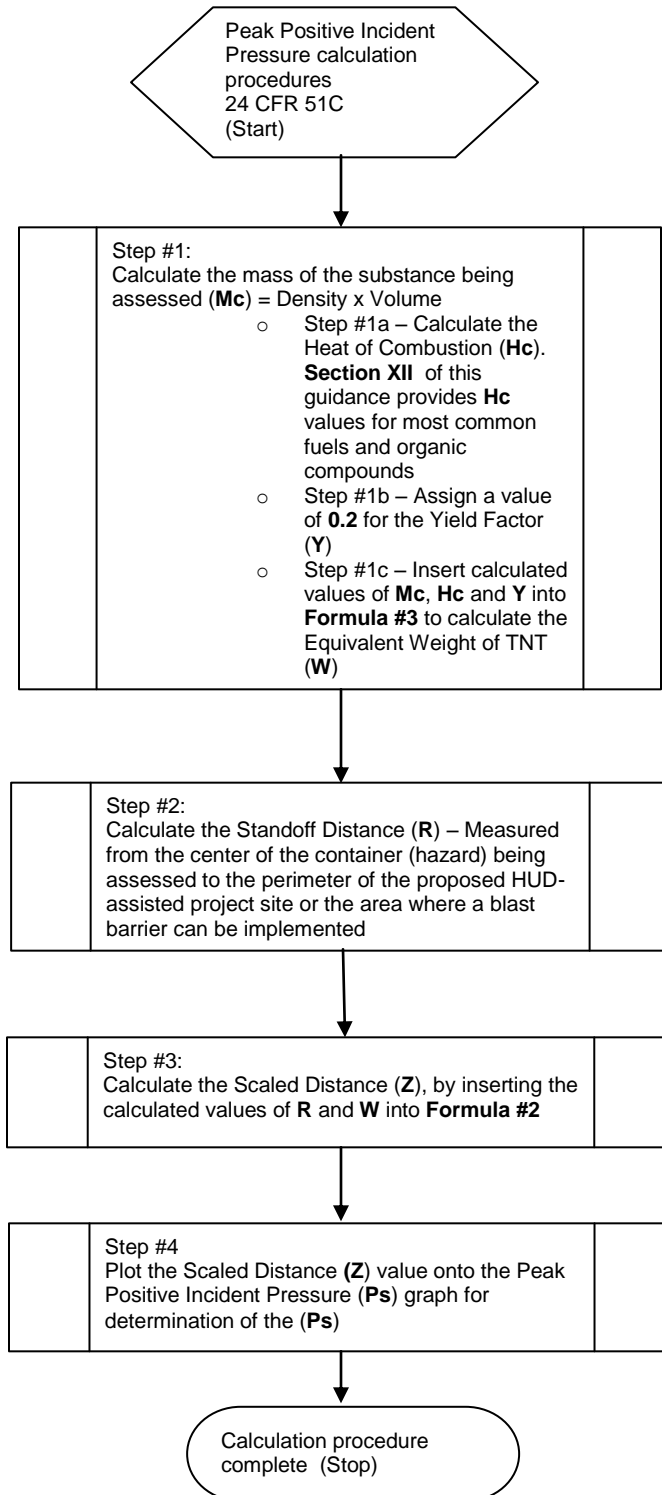 Peak Positive Incident
Pressure calculation
procedures
24 CFR 51C
(Start)
Step #1:
Calculate the mass of the substance being
assessed (Mc) = Density x Volume
o Step #1a – Calculate the
Heat of Combustion (Hc).
Section XII of this
guidance provides Hc
values for most common
fuels and organic
compounds
o Step #1b – Assign a value
of 0.2 for the Yield Factor
(Y)
o Step #1c – Insert calculated
values of Mc, Hc and Y into
Formula #3 to calculate the
Equivalent Weight of TNT
(W)
Step #2:
Calculate the Standoff Distance (R) – Measured
from the center of the container (hazard) being
assessed to the perimeter of the proposed HUD-
assisted project site or the area where a blast
barrier can be implemented
Step #3:
Calculate the Scaled Distance (Z), by inserting the
calculated values of R and W into Formula #2
Step #4
Plot the Scaled Distance (Z) value onto the Peak
Positive Incident Pressure (Ps) graph for
determination of the (Ps)
Calculation procedure
complete (Stop)